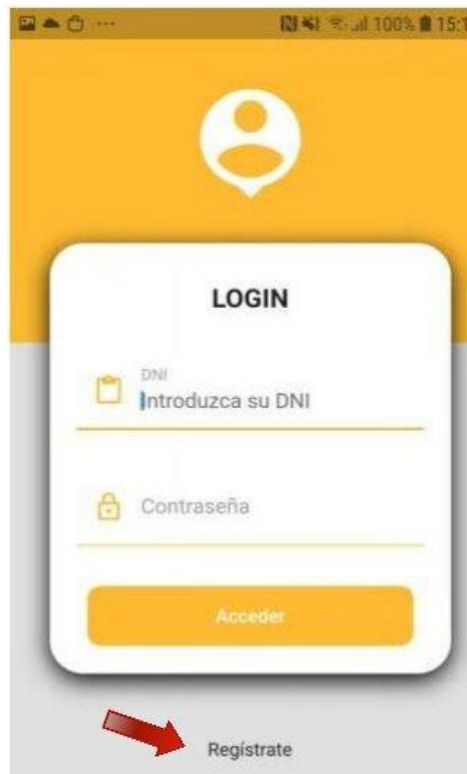 100% 15:1
LOGIN
DNI
Introduzca su DNI
Contraseña
Acceder
Regístrate